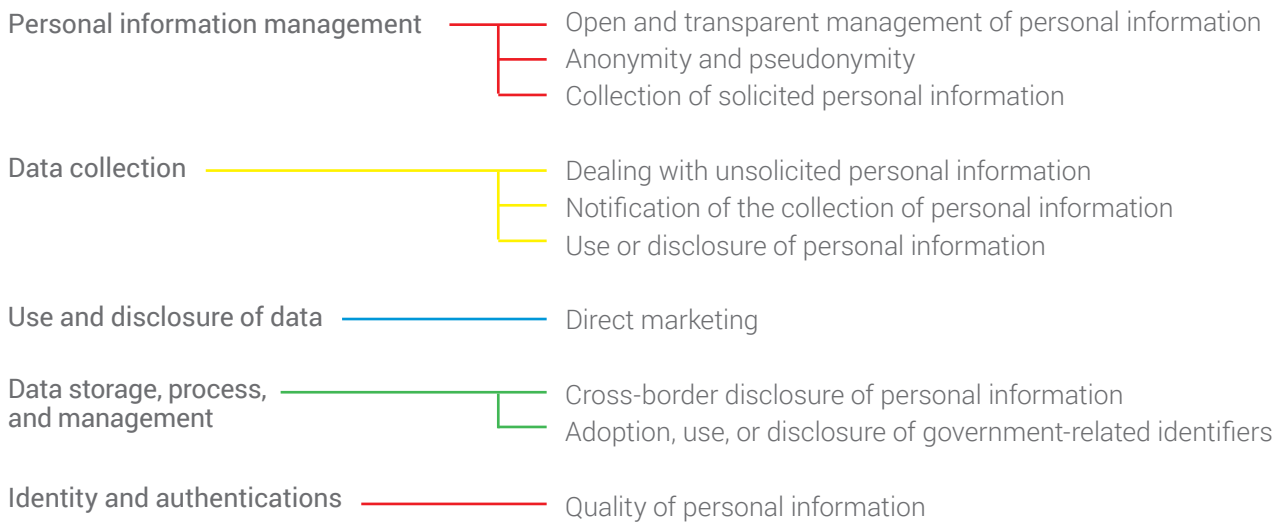 Personal information management
Open and transparent management of personal information
Anonymity and pseudonymity
Collection of solicited personal information
Data collection
Dealing with unsolicited personal information
Notification of the collection of personal information
Use or disclosure of personal information
Use and disclosure of data
Direct marketing
Data storage, process,
and management
Cross-border disclosure of personal information
Adoption, use, or disclosure of government-related identifiers
Identity and authentications
Quality of personal information